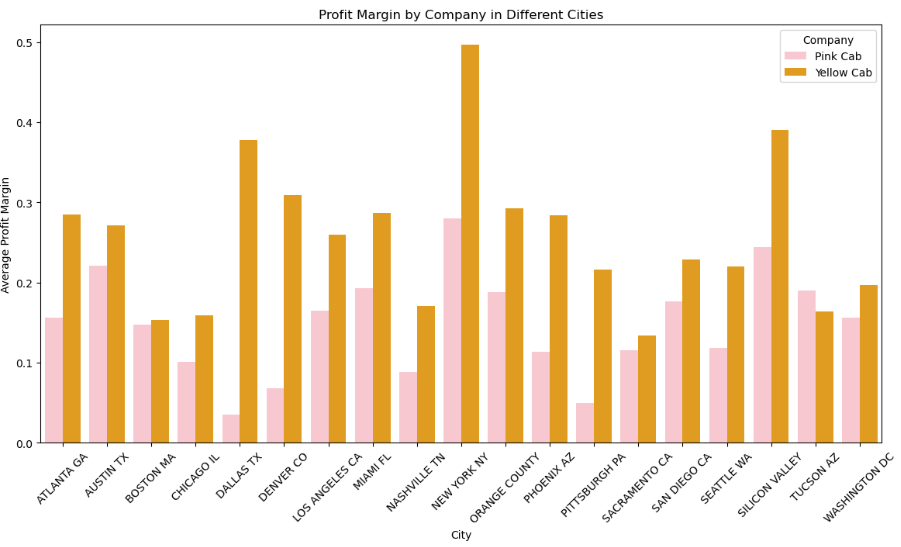 Profit Margin by Company in Different Cities
Company
Pink Cab
Yellow Cab
Average Profit Margin
0.5
0.4
0.3
0.2
0.1
0.0
ATLANTA GA
AUSTIN TX
BOSTON MA
CHICAGO IL
DALLAS TX
DENVER CO
LOS ANGELES CA
MIAMI FL
NASHVILLE TN
NEW YORK NY
ORANGE COUNTY
PHOENIX AZ
PITTSBURGH PA
SACRAMENTO CA
SAN DIEGO CA
SEATTLE WA
SILICON VALLEY
TUCSON AZ
WASHINGTON DC
City